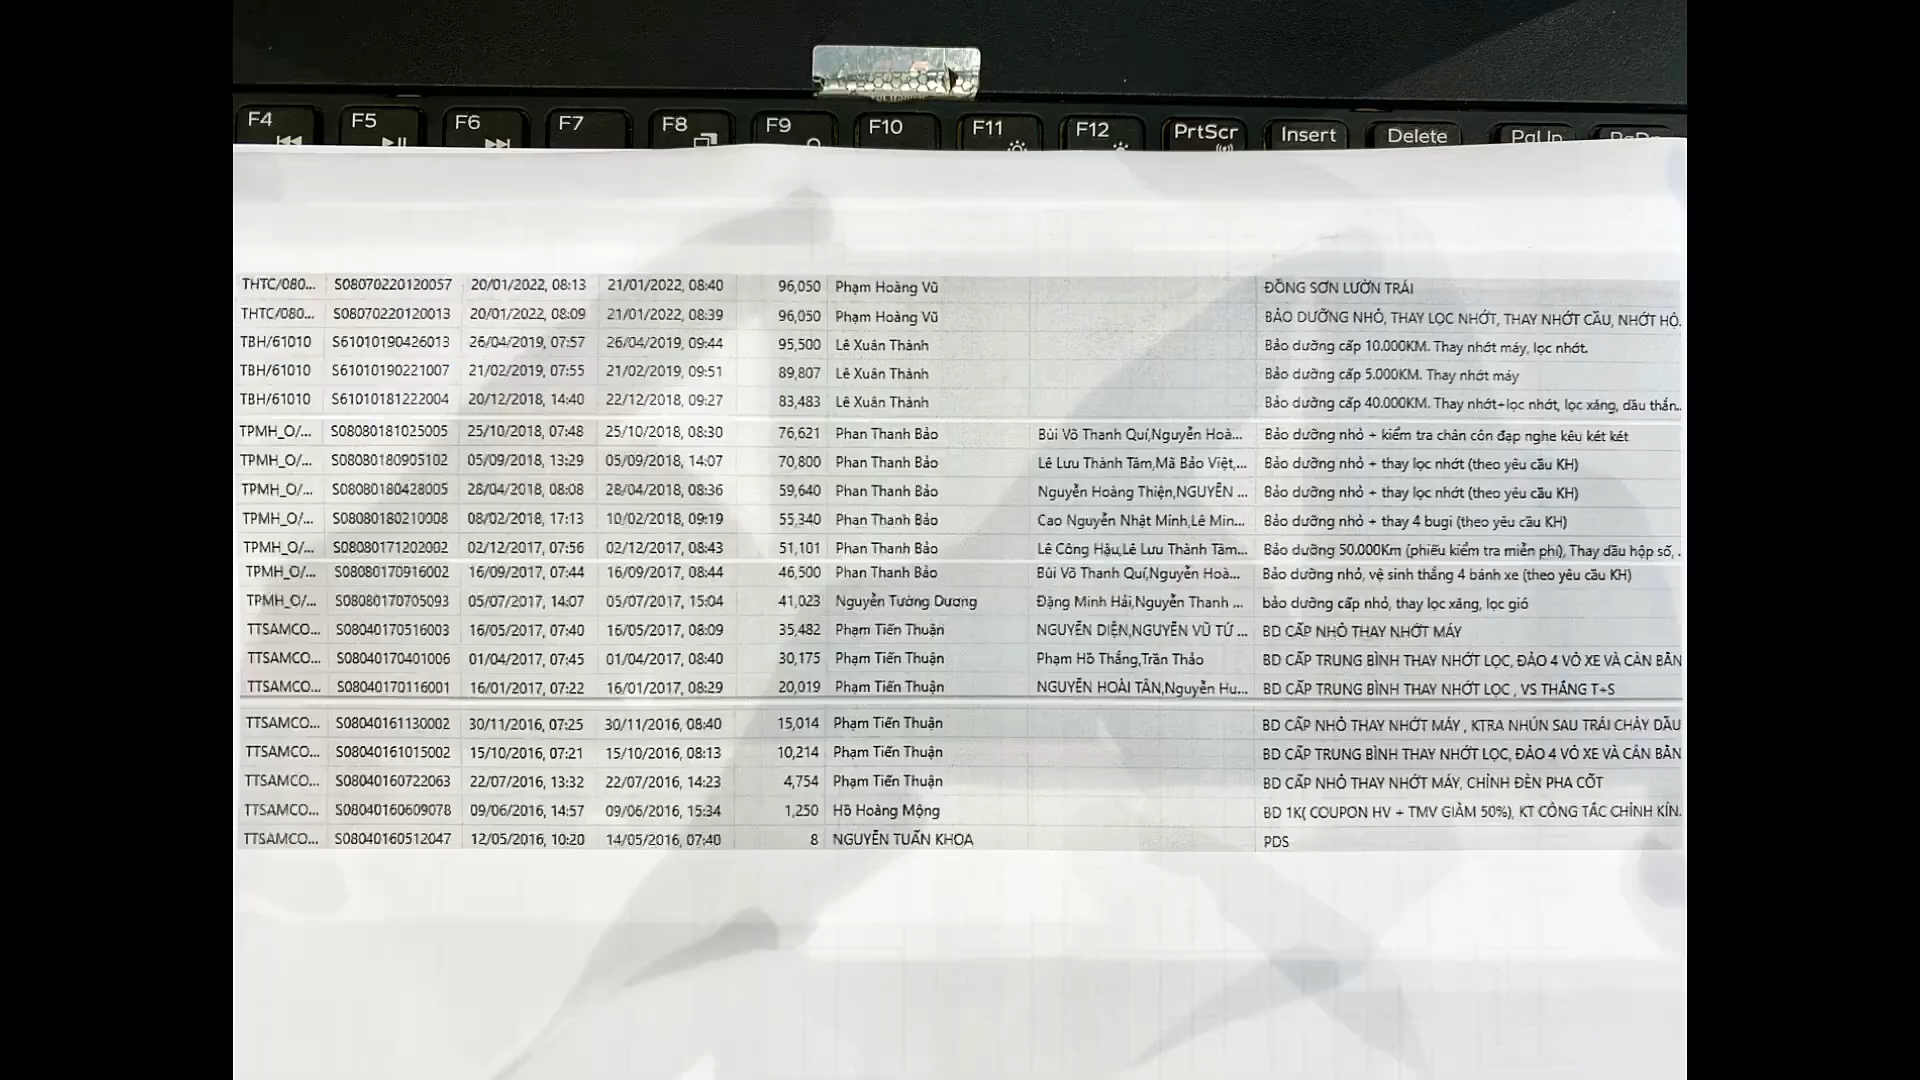 F4 F5 F6 F7 F8 F9 F10 F11 F12 PrtScr Insert Delete PgUp PgDn
THTC/080... S08070220120057 20/01/2022, 08:13 21/01/2022, 08:40 96,050 Phạm Hoàng Vũ ĐỒNG SƠN LƯỜN TRÁI
THTC/080... S08070220120013 20/01/2022, 08:09 21/01/2022, 08:39 96,050 Phạm Hoàng Vũ BẢO DƯỠNG NHỎ, THAY LỌC NHỚT, THAY NHỚT CẦU, NHỚT HỘ.
TBH/61010 S61010190426013 26/04/2019, 07:57 26/04/2019, 09:44 95,500 Lê Xuân Thành Bảo dưỡng cấp 10.000KM. Thay nhớt máy, lọc nhớt.
TBH/61010 S61010190221007 21/02/2019, 07:55 21/02/2019, 09:51 89,807 Lê Xuân Thành Bảo dưỡng cấp 5.000KM. Thay nhớt máy
TBH/61010 S61010181222004 20/12/2018, 14:40 22/12/2018, 09:27 83,483 Lê Xuân Thành Bảo dưỡng cấp 40.000KM. Thay nhớt+lọc nhớt, lọc xăng, dầu thắn..
TPMH_O/... S08080181025005 25/10/2018, 07:48 25/10/2018, 08:30 76,621 Phan Thanh Bảo Bùi Võ Thanh Quí,Nguyễn Hoà... Bảo dưỡng nhỏ + kiểm tra chân côn đạp nghe kêu két két
TPMH_O/... S08080180905102 05/09/2018, 13:29 05/09/2018, 14:07 70,800 Phan Thanh Bảo Lê Lưu Thành Tâm,Mã Bảo Việt,... Bảo dưỡng nhỏ + thay lọc nhớt (theo yêu cầu KH)
TPMH_O/... S08080180428005 28/04/2018, 08:08 28/04/2018, 08:36 59,640 Phan Thanh Bảo Nguyễn Hoàng Thiện,NGUYỄN ... Bảo dưỡng nhỏ + thay lọc nhớt (theo yêu cầu KH)
TPMH_O/... S08080180210008 08/02/2018, 17:13 10/02/2018, 09:19 55,340 Phan Thanh Bảo Cao Nguyễn Nhật Minh,Lê Min... Bảo dưỡng nhỏ + thay 4 bugi (theo yêu cầu KH)
TPMH_O/... S08080171202002 02/12/2017, 07:56 02/12/2017, 08:43 51,101 Phan Thanh Bảo Lê Công Hậu,Lê Lưu Thành Tâm... Bảo dưỡng 50.000Km (phiếu kiểm tra miễn phí), Thay dầu hộp số, .
TPMH_O/... S08080170916002 16/09/2017, 07:44 16/09/2017, 08:44 46,500 Phan Thanh Bảo Bùi Võ Thanh Quí,Nguyễn Hoà... Bảo dưỡng nhỏ, vệ sinh thắng 4 bánh xe (theo yêu cầu KH)
TPMH_O/... S08080170705093 05/07/2017, 14:07 05/07/2017, 15:04 41,023 Nguyễn Tường Dương Đặng Minh Hải,Nguyễn Thanh ... bảo dưỡng cấp nhỏ, thay lọc xăng, lọc gió
TTSAMCO... S08040170516003 16/05/2017, 07:40 16/05/2017, 08:09 35,482 Phạm Tiến Thuận NGUYỄN DIỆN,NGUYỄN VŨ TỨ ... BD CẤP NHỎ THAY NHỚT MÁY
TTSAMCO... S08040170401006 01/04/2017, 07:45 01/04/2017, 08:40 30,175 Phạm Tiến Thuận Phạm Hồ Thắng,Trần Thảo BD CẤP TRUNG BÌNH THAY NHỚT LỌC, ĐẢO 4 VỎ XE VÀ CÂN BẰN
TTSAMCO... S08040170116001 16/01/2017, 07:22 16/01/2017, 08:29 20,019 Phạm Tiến Thuận NGUYỄN HOÀI TÂN,Nguyễn Hu... BD CẤP TRUNG BÌNH THAY NHỚT LỌC , VS THẮNG T+S
TTSAMCO... S08040161130002 30/11/2016, 07:25 30/11/2016, 08:40 15,014 Phạm Tiến Thuận BD CẤP NHỎ THAY NHỚT MÁY , KTRA NHÚN SAU TRÁI CHẢY DẦU
TTSAMCO... S08040161015002 15/10/2016, 07:21 15/10/2016, 08:13 10,214 Phạm Tiến Thuận BD CẤP TRUNG BÌNH THAY NHỚT LỌC, ĐẢO 4 VỎ XE VÀ CÂN BẰN
TTSAMCO... S08040160722063 22/07/2016, 13:32 22/07/2016, 14:23 4,754 Phạm Tiến Thuận BD CẤP NHỎ THAY NHỚT MÁY, CHỈNH ĐÈN PHA CỐT
TTSAMCO... S08040160609078 09/06/2016, 14:57 09/06/2016, 15:34 1,250 Hồ Hoàng Mộng BD 1K( COUPON HV + TMV GIẢM 50%), KT CÔNG TẮC CHỈNH KÍN.
TTSAMCO... S08040160512047 12/05/2016, 10:20 14/05/2016, 07:40 8 NGUYỄN TUẤN KHOA PDS